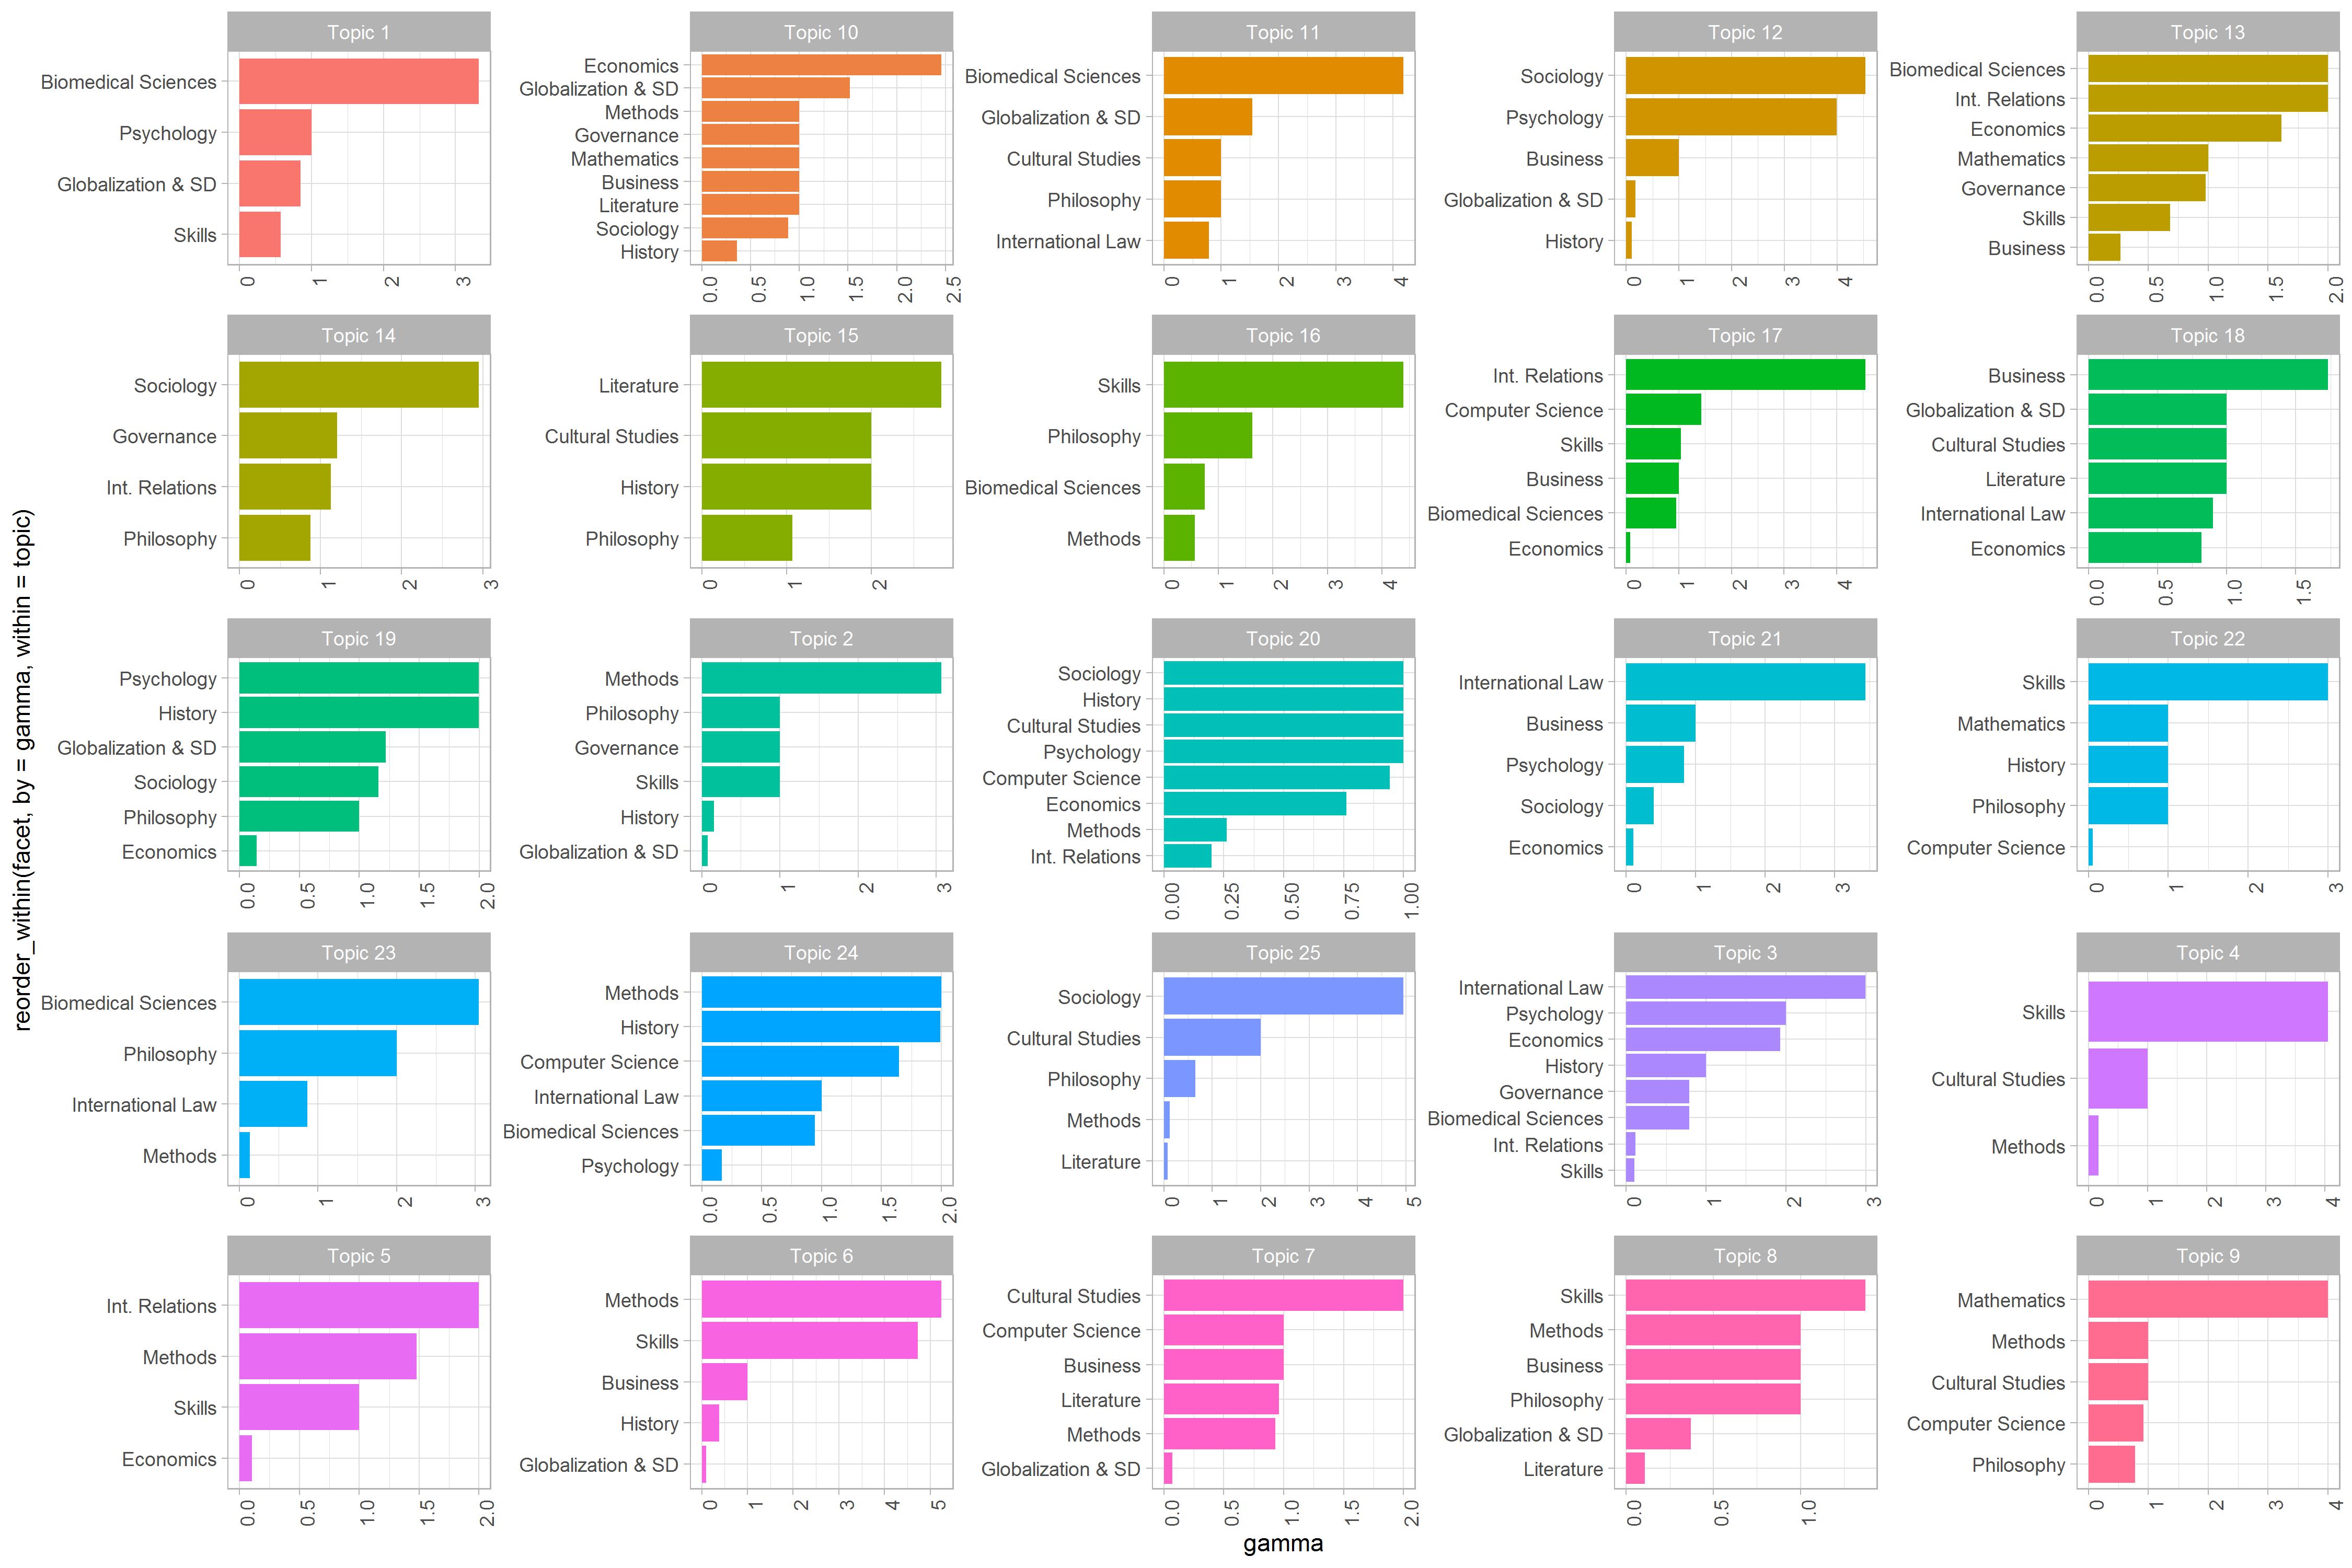 reorder_within(facet, by = gamma, within = topic)
Topic 1
Biomedical Sciences
Psychology
Globalization & SD
Skills
0 1 2 3
Topic 10
Economics
Globalization & SD
Methods
Governance
Mathematics
Business
Literature
Sociology
History
0.0 0.5 1.0 1.5 2.0 2.5
Topic 11
Biomedical Sciences
Globalization & SD
Cultural Studies
Philosophy
International Law
0 1 2 3 4
Topic 12
Sociology
Psychology
Business
Globalization & SD
History
0 1 2 3 4
Topic 13
Biomedical Sciences
Int. Relations
Economics
Mathematics
Governance
Skills
Business
0.0 0.5 1.0 1.5 2.0
Topic 14
Sociology
Governance
Int. Relations
Philosophy
0 1 2 3
Topic 15
Literature
Cultural Studies
History
Philosophy
0 1 2
Topic 16
Skills
Philosophy
Biomedical Sciences
Methods
0 1 2 3 4
Topic 17
Int. Relations
Computer Science
Skills
Business
Biomedical Sciences
Economics
0 1 2 3 4
Topic 18
Business
Globalization & SD
Cultural Studies
Literature
International Law
Economics
0.0 0.5 1.0 1.5
Topic 19
Psychology
History
Globalization & SD
Sociology
Philosophy
Economics
0.0 0.5 1.0 1.5 2.0
Topic 2
Methods
Philosophy
Governance
Skills
History
Globalization & SD
0 1 2 3
Topic 20
Sociology
History
Cultural Studies
Psychology
Computer Science
Economics
Methods
Int. Relations
0.00 0.25 0.50 0.75 1.00
Topic 21
International Law
Business
Psychology
Sociology
Economics
0 1 2 3
Topic 22
Skills
Mathematics
History
Philosophy
Computer Science
0 1 2 3
Topic 23
Biomedical Sciences
Philosophy
International Law
Methods
0 1 2 3
Topic 24
Methods
History
Computer Science
International Law
Biomedical Sciences
Psychology
0.0 0.5 1.0 1.5 2.0
Topic 25
Sociology
Cultural Studies
Philosophy
Methods
Literature
0 1 2 3 4 5
Topic 3
International Law
Psychology
Economics
History
Governance
Biomedical Sciences
Int. Relations
Skills
0 1 2 3
Topic 4
Skills
Cultural Studies
Methods
0 1 2 3 4
Topic 5
Int. Relations
Methods
Skills
Economics
0.0 0.5 1.0 1.5 2.0
Topic 6
Methods
Skills
Business
History
Globalization & SD
0 1 2 3 4 5
Topic 7
Cultural Studies
Computer Science
Business
Literature
Methods
Globalization & SD
0.0 0.5 1.0 1.5 2.0
Topic 8
Skills
Methods
Business
Philosophy
Globalization & SD
Literature
0.0 0.5 1.0
Topic 9
Mathematics
Methods
Cultural Studies
Computer Science
Philosophy
0 1 2 3 4
gamma